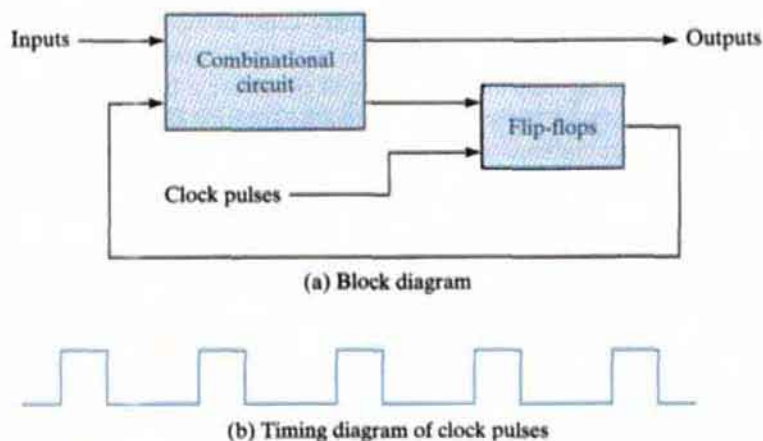 Inputs
Combinational
circuit
Outputs
Flip-flops
Clock pulses
(a) Block diagram
(b) Timing diagram of clock pulses